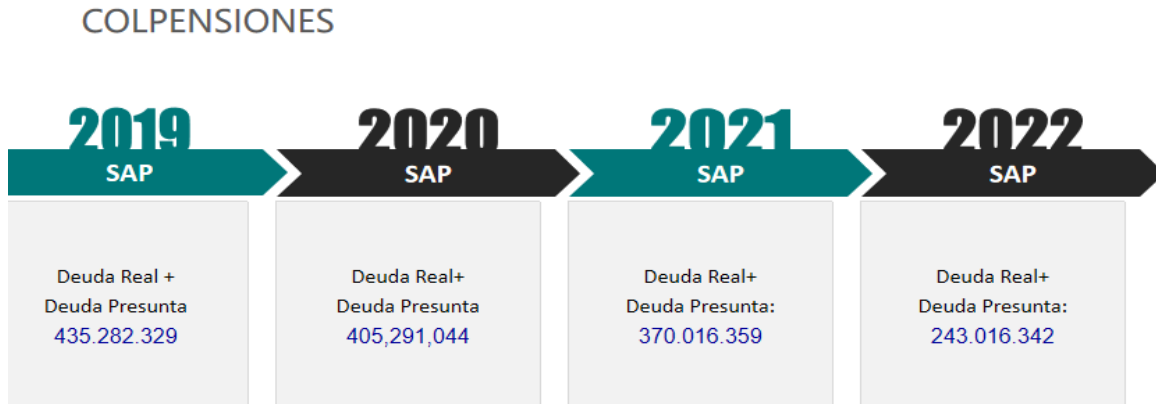 COLPENSIONES
2019
SAP
Deuda Real +
Deuda Presunta
435.282.329
2020
SAP
Deuda Real+
Deuda Presunta
405,291,044
2021
SAP
Deuda Real+
Deuda Presunta:
370.016.359
2022
SAP
Deuda Real+
Deuda Presunta:
243.016.342